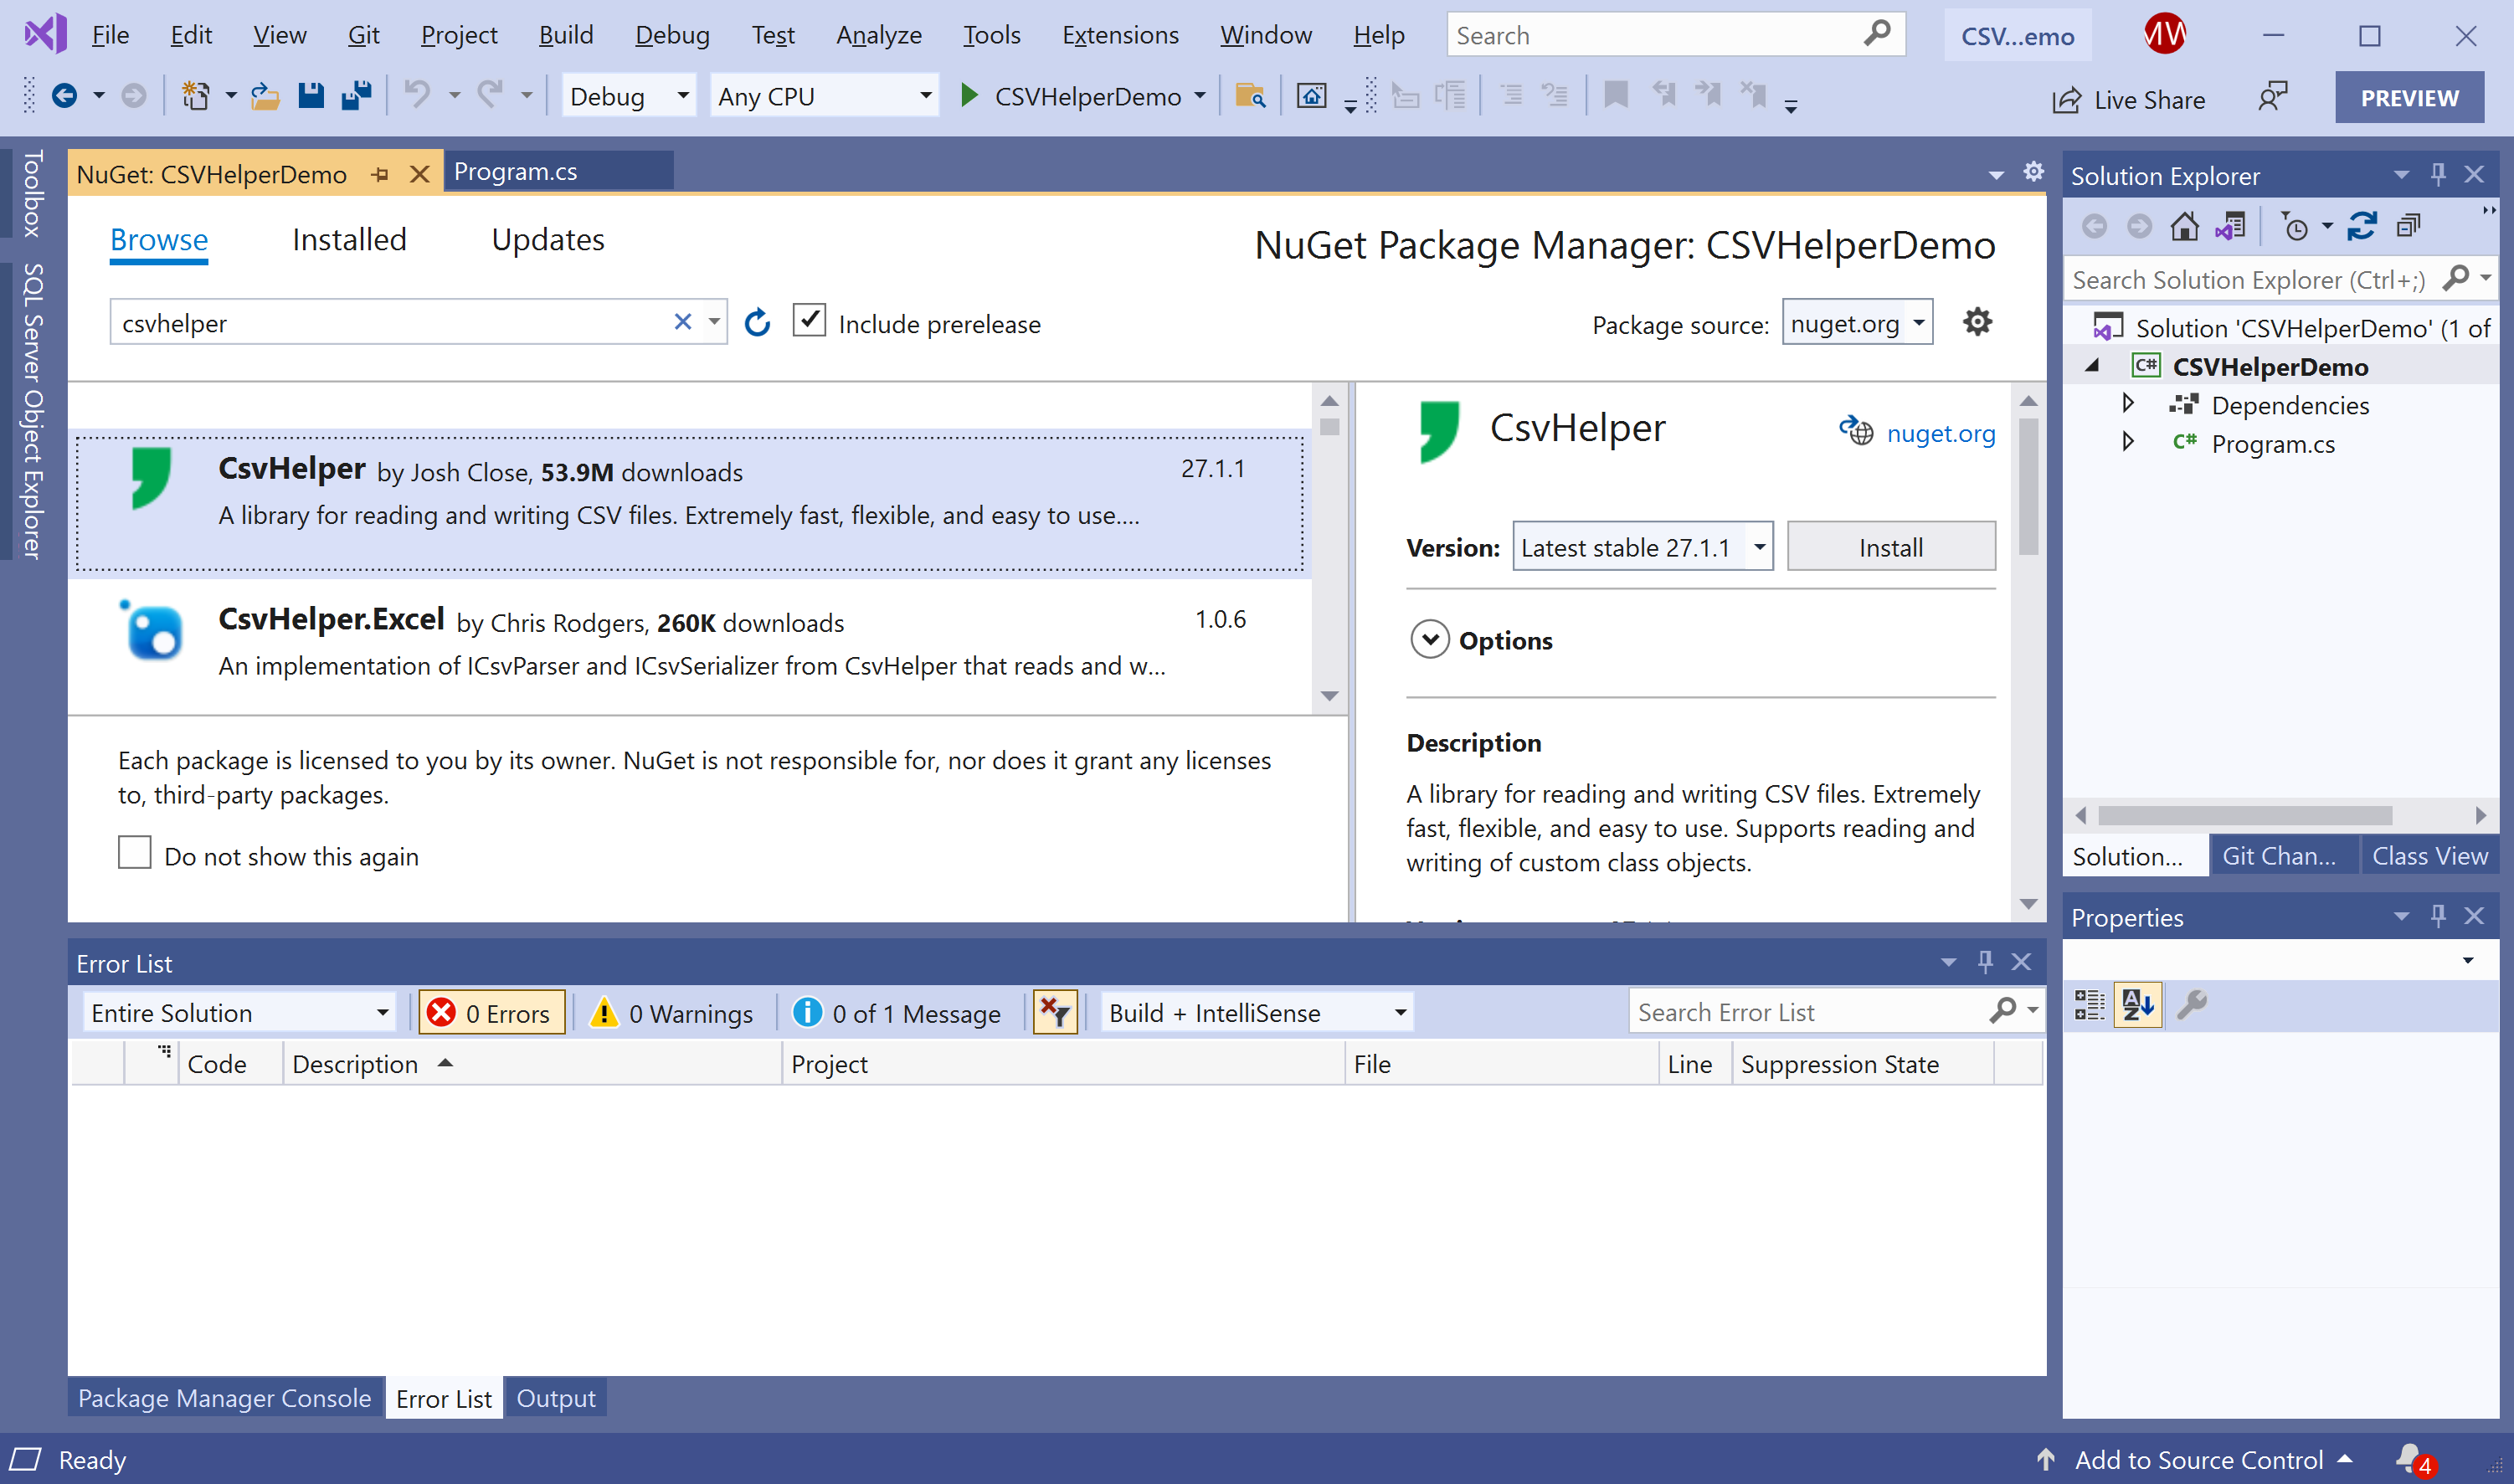 File Edit View Git Project Build Debug Test Analyze Tools Extensions Window Help Search CSV...emo MW
Debug Any CPU CSVHelperDemo Live Share PREVIEW
Toolbox
SQL Server Object Explorer
NuGet: CSVHelperDemo Program.cs
Browse Installed Updates NuGet Package Manager: CSVHelperDemo
csvhelper Include prerelease Package source: nuget.org
CsvHelper by Josh Close, 53.9M downloads 27.1.1
A library for reading and writing CSV files. Extremely fast, flexible, and easy to use....
CsvHelper.Excel by Chris Rodgers, 260K downloads 1.0.6
An implementation of ICsvParser and ICsvSerializer from CsvHelper that reads and w...
Each package is licensed to you by its owner. NuGet is not responsible for, nor does it grant any licenses
to, third-party packages.
Do not show this again
CsvHelper nuget.org
Version: Latest stable 27.1.1 Install
Options
Description
A library for reading and writing CSV files. Extremely
fast, flexible, and easy to use. Supports reading and
writing of custom class objects.
Solution Explorer
Search Solution Explorer (Ctrl+;)
Solution 'CSVHelperDemo' (1 of
C# CSVHelperDemo
Dependencies
C# Program.cs
Solution... Git Chan... Class View
Properties
Error List
Entire Solution 0 Errors 0 Warnings 0 of 1 Message Build + IntelliSense Search Error List
Code Description Project File Line Suppression State
Package Manager Console Error List Output
Ready Add to Source Control 4